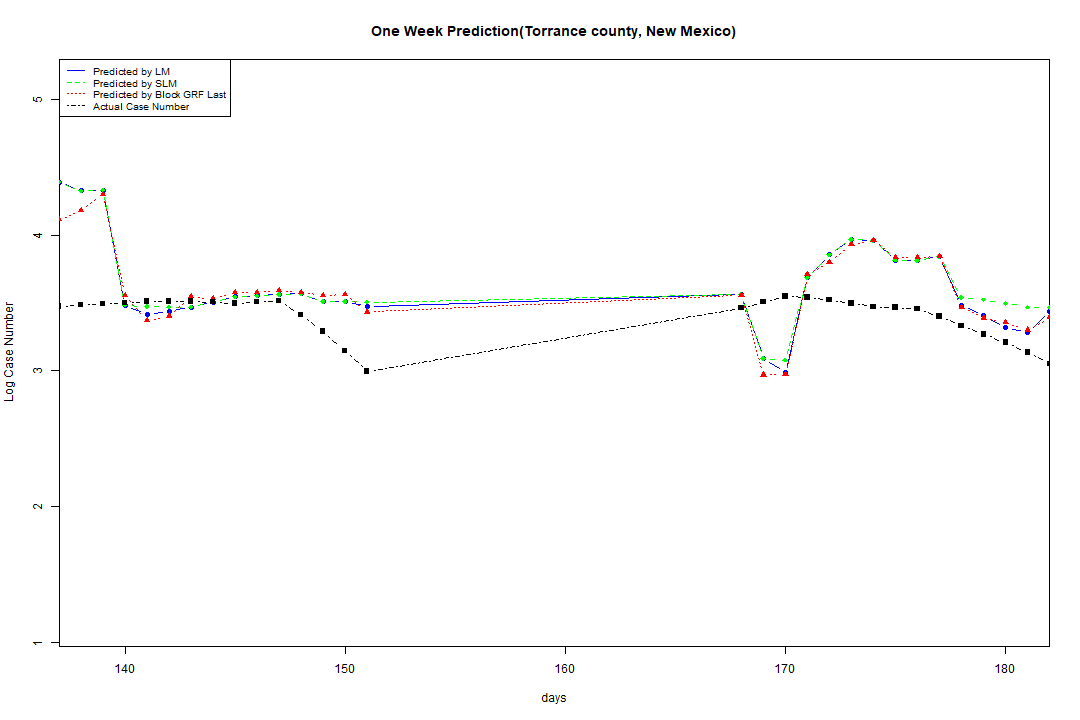 One Week Prediction(Torrance county, New Mexico)
Predicted by LM
Predicted by SLM
Predicted by Block GRF Last
Actual Case Number
5
4
3
2
1
Log Case Number
140 150 160 170 180
days